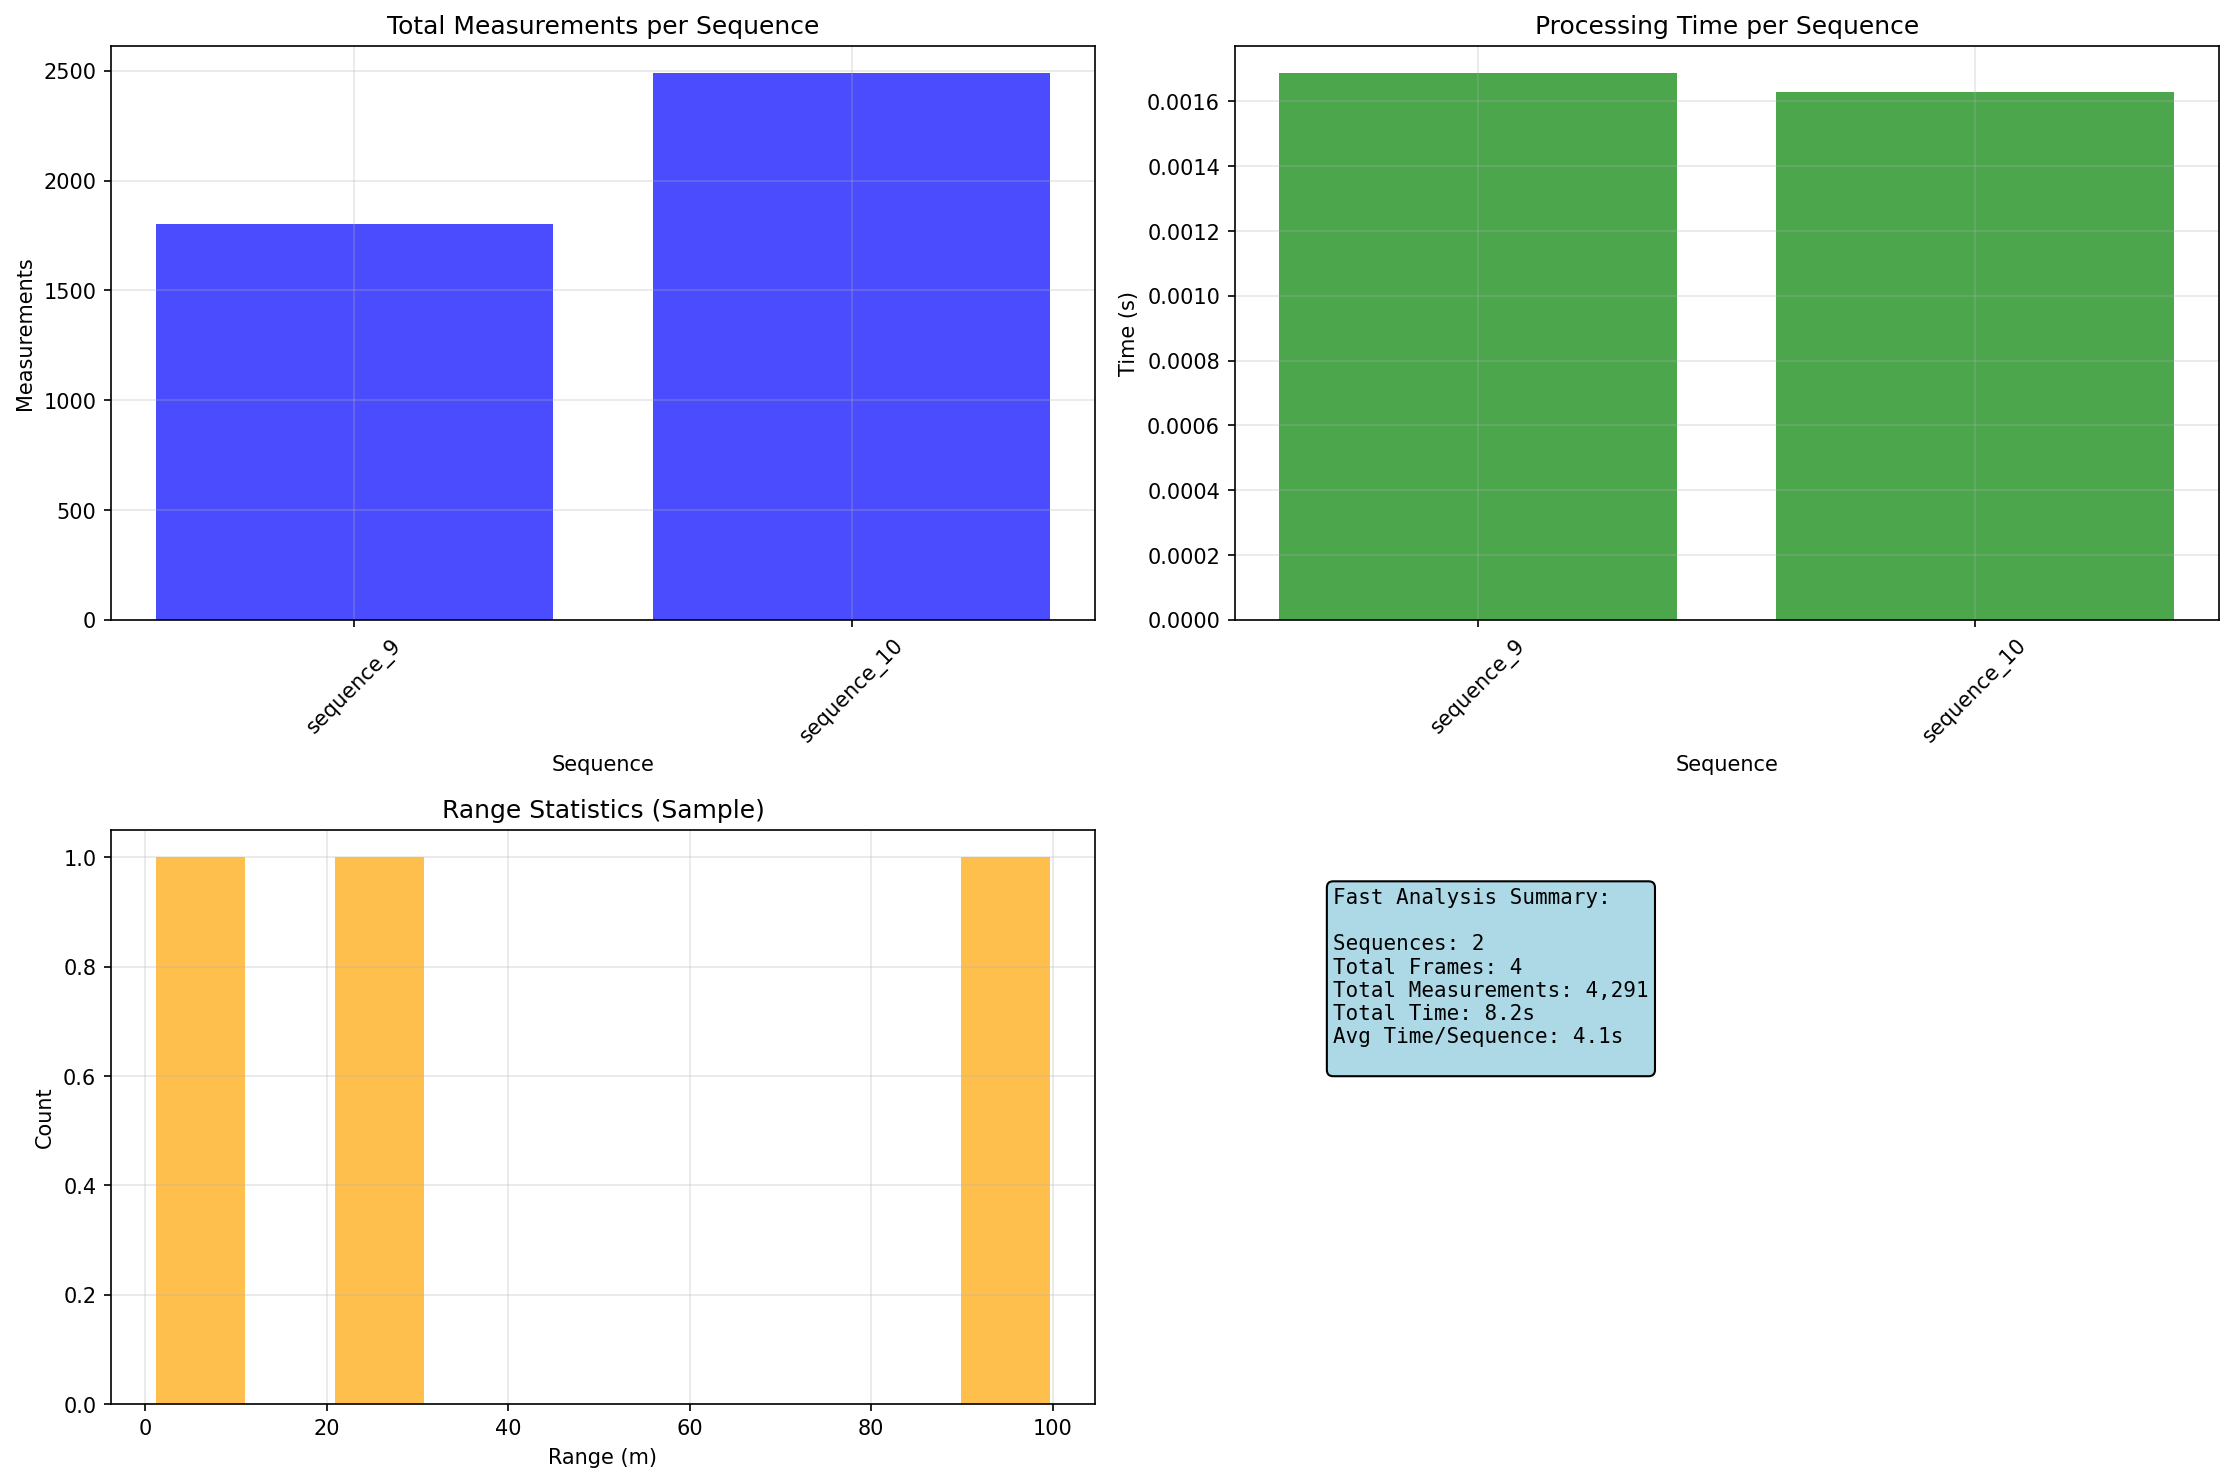 Total Measurements per Sequence
Measurements
2500
2000
1500
1000
500
0
sequence_9
sequence_10
Sequence
Processing Time per Sequence
Time (s)
0.0016
0.0014
0.0012
0.0010
0.0008
0.0006
0.0004
0.0002
0.0000
sequence_9
sequence_10
Sequence
Range Statistics (Sample)
Count
1.0
0.8
0.6
0.4
0.2
0.0
0
20
40
60
80
100
Range (m)
Fast Analysis Summary:
Sequences: 2
Total Frames: 4
Total Measurements: 4,291
Total Time: 8.2s
Avg Time/Sequence: 4.1s